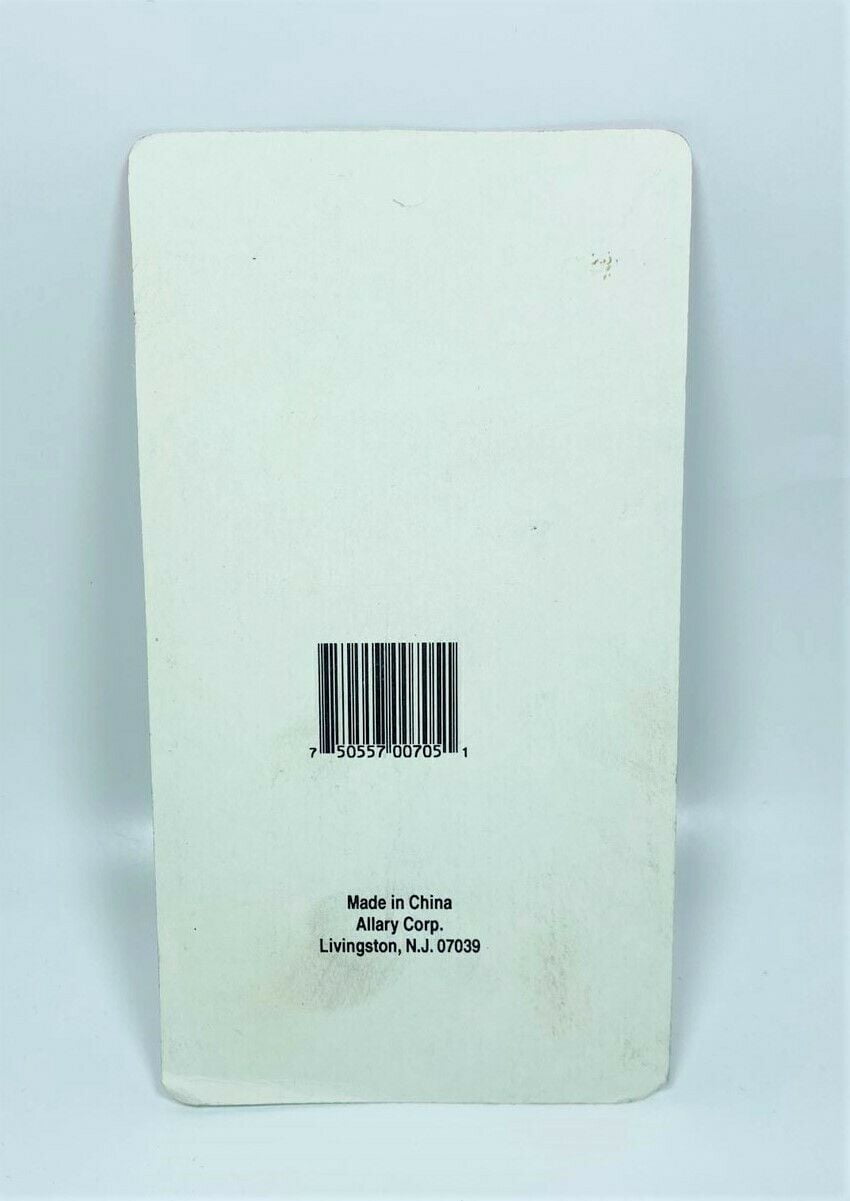 7 50557 00705 1
Made in China
Allary Corp.
Livingston, N.J. 07039